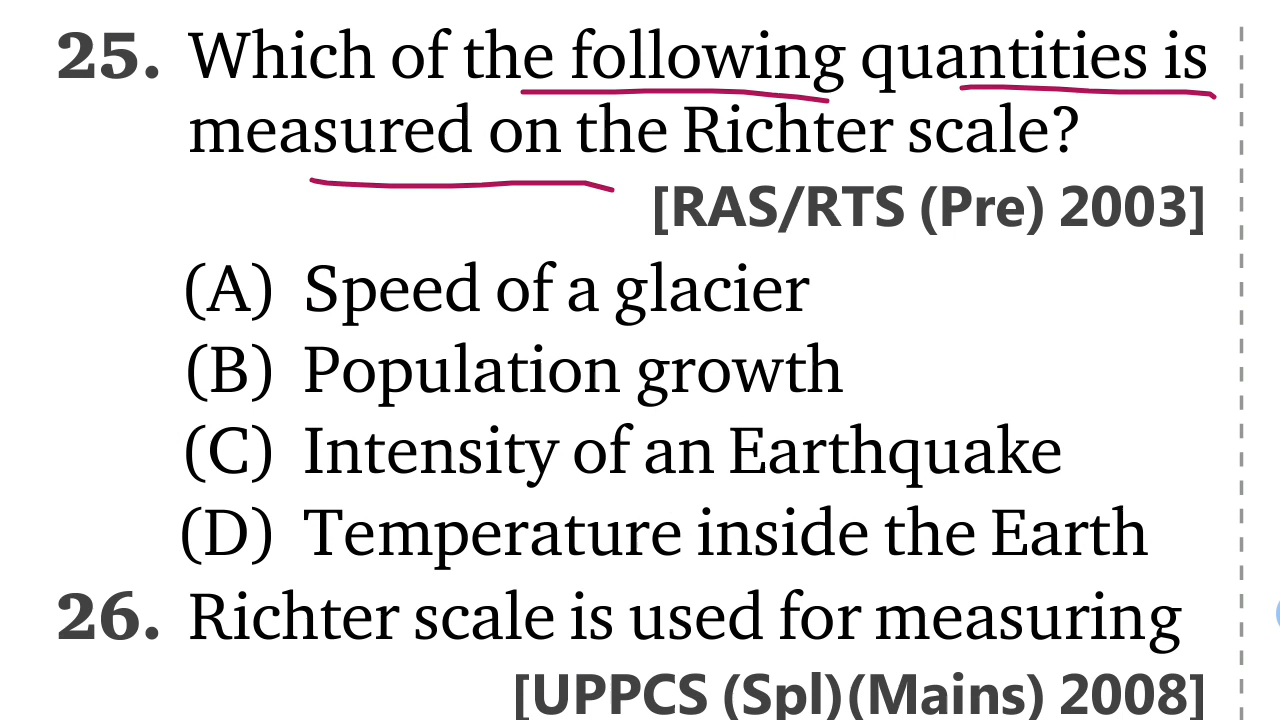 25. Which of the following quantities is
measured on the Richter scale?
[RAS/RTS (Pre) 2003]
(A) Speed of a glacier
(B) Population growth
(C) Intensity of an Earthquake
(D) Temperature inside the Earth
26. Richter scale is used for measuring
[UPPCS (Spl)(Mains) 2008]